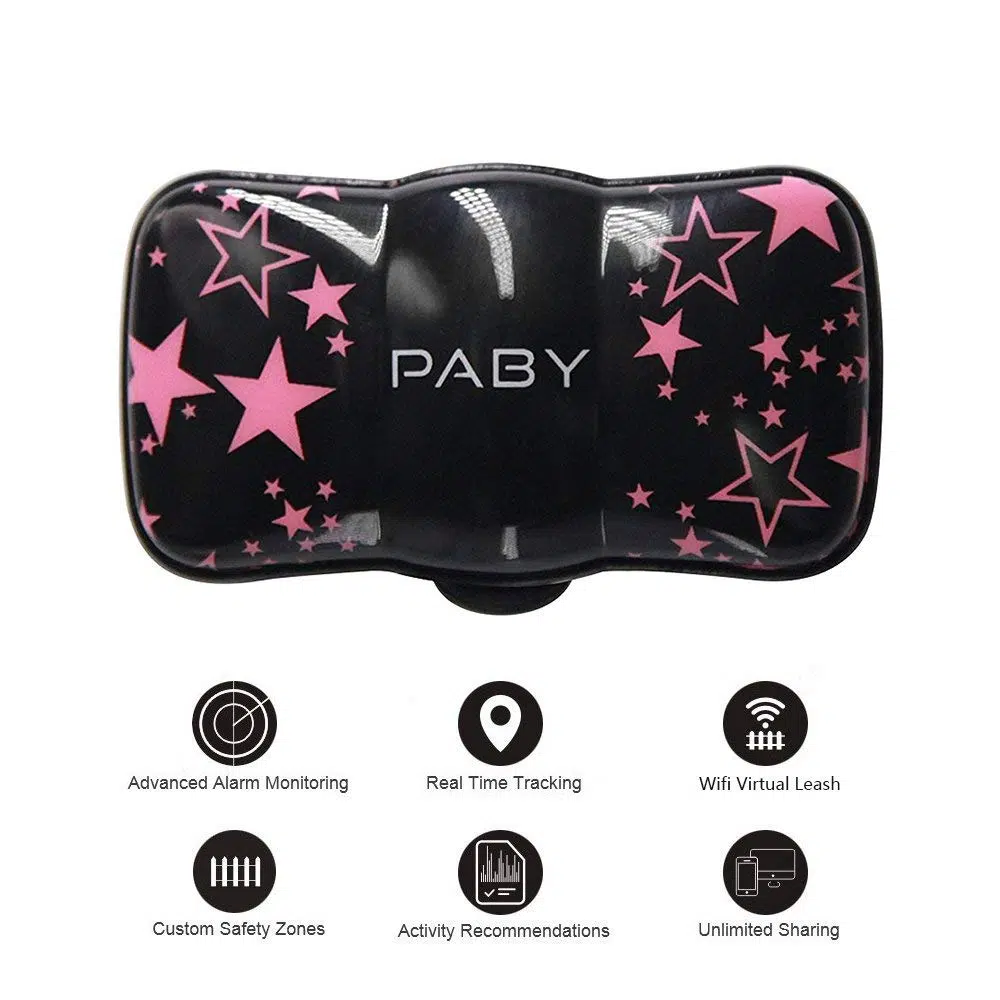 PABY
Advanced Alarm Monitoring
Real Time Tracking
Wifi Virtual Leash
Custom Safety Zones
Activity Recommendations
Unlimited Sharing